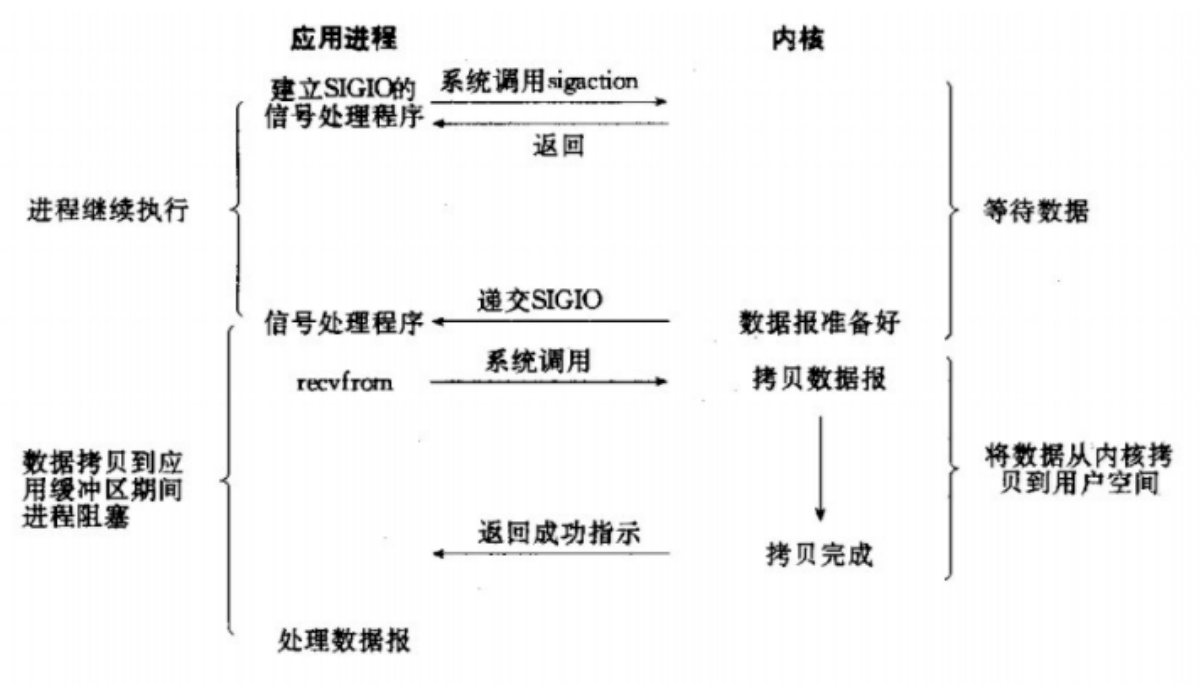 应用进程
内核
建立SIGIO的
信号处理程序
系统调用sigaction
返回
进程继续执行
等待数据
递交SIGIO
信号处理程序
数据报准备好
系统调用
recvfrom
拷贝数据报
数据拷贝到应
用缓冲区期间
进程阻塞
将数据从内核拷
贝到用户空间
返回成功指示
拷贝完成
处理数据报